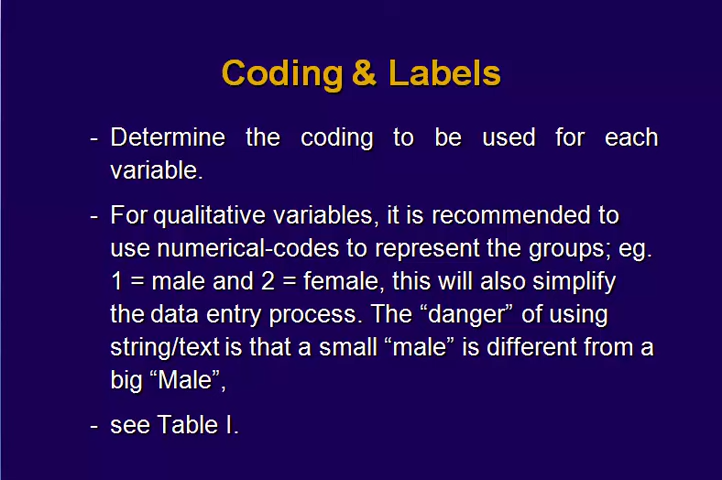 Coding & Labels
- Determine the coding to be used for each
variable.
- For qualitative variables, it is recommended to
use numerical-codes to represent the groups; eg.
1 = male and 2 = female, this will also simplify
the data entry process. The “danger” of using
string/text is that a small “male” is different from a
big “Male”,
- see Table I.